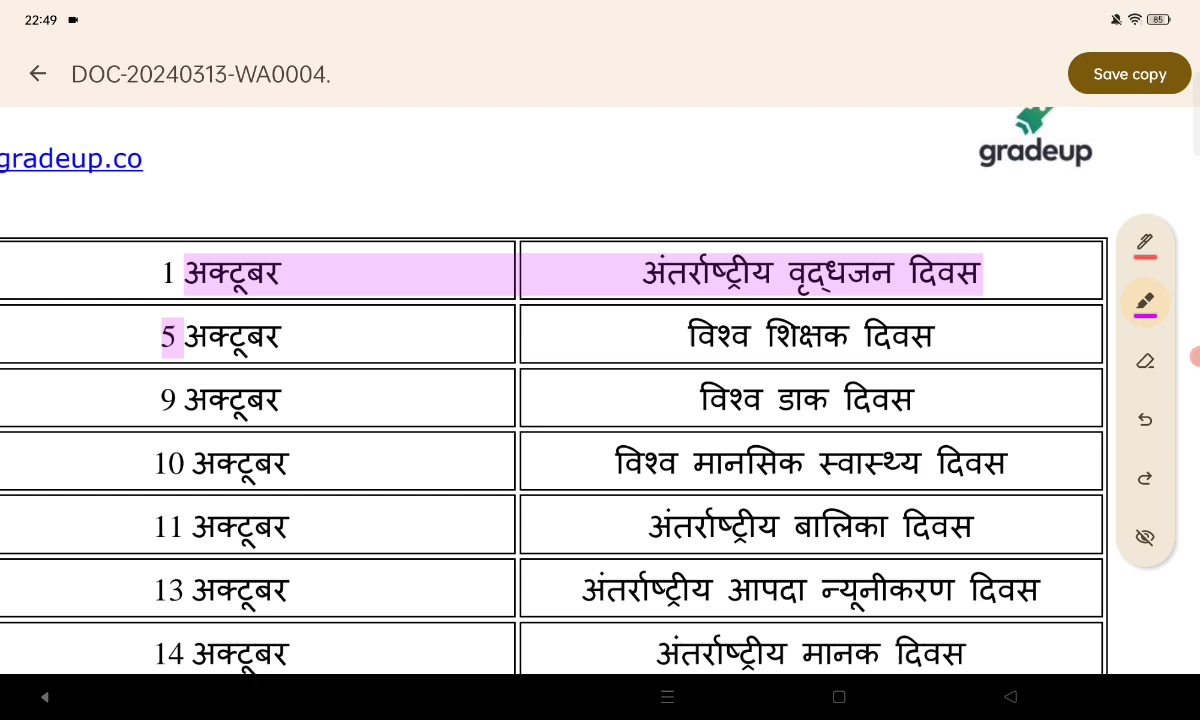 22:49
85
DOC-20240313-WA0004.
Save copy
gradeup.co
gradeup
1 अक्टूबर अंतर्राष्ट्रीय वृद्धजन दिवस
5 अक्टूबर विश्व शिक्षक दिवस
9 अक्टूबर विश्व डाक दिवस
10 अक्टूबर विश्व मानसिक स्वास्थ्य दिवस
11 अक्टूबर अंतर्राष्ट्रीय बालिका दिवस
13 अक्टूबर अंतर्राष्ट्रीय आपदा न्यूनीकरण दिवस
14 अक्टूबर अंतर्राष्ट्रीय मानक दिवस